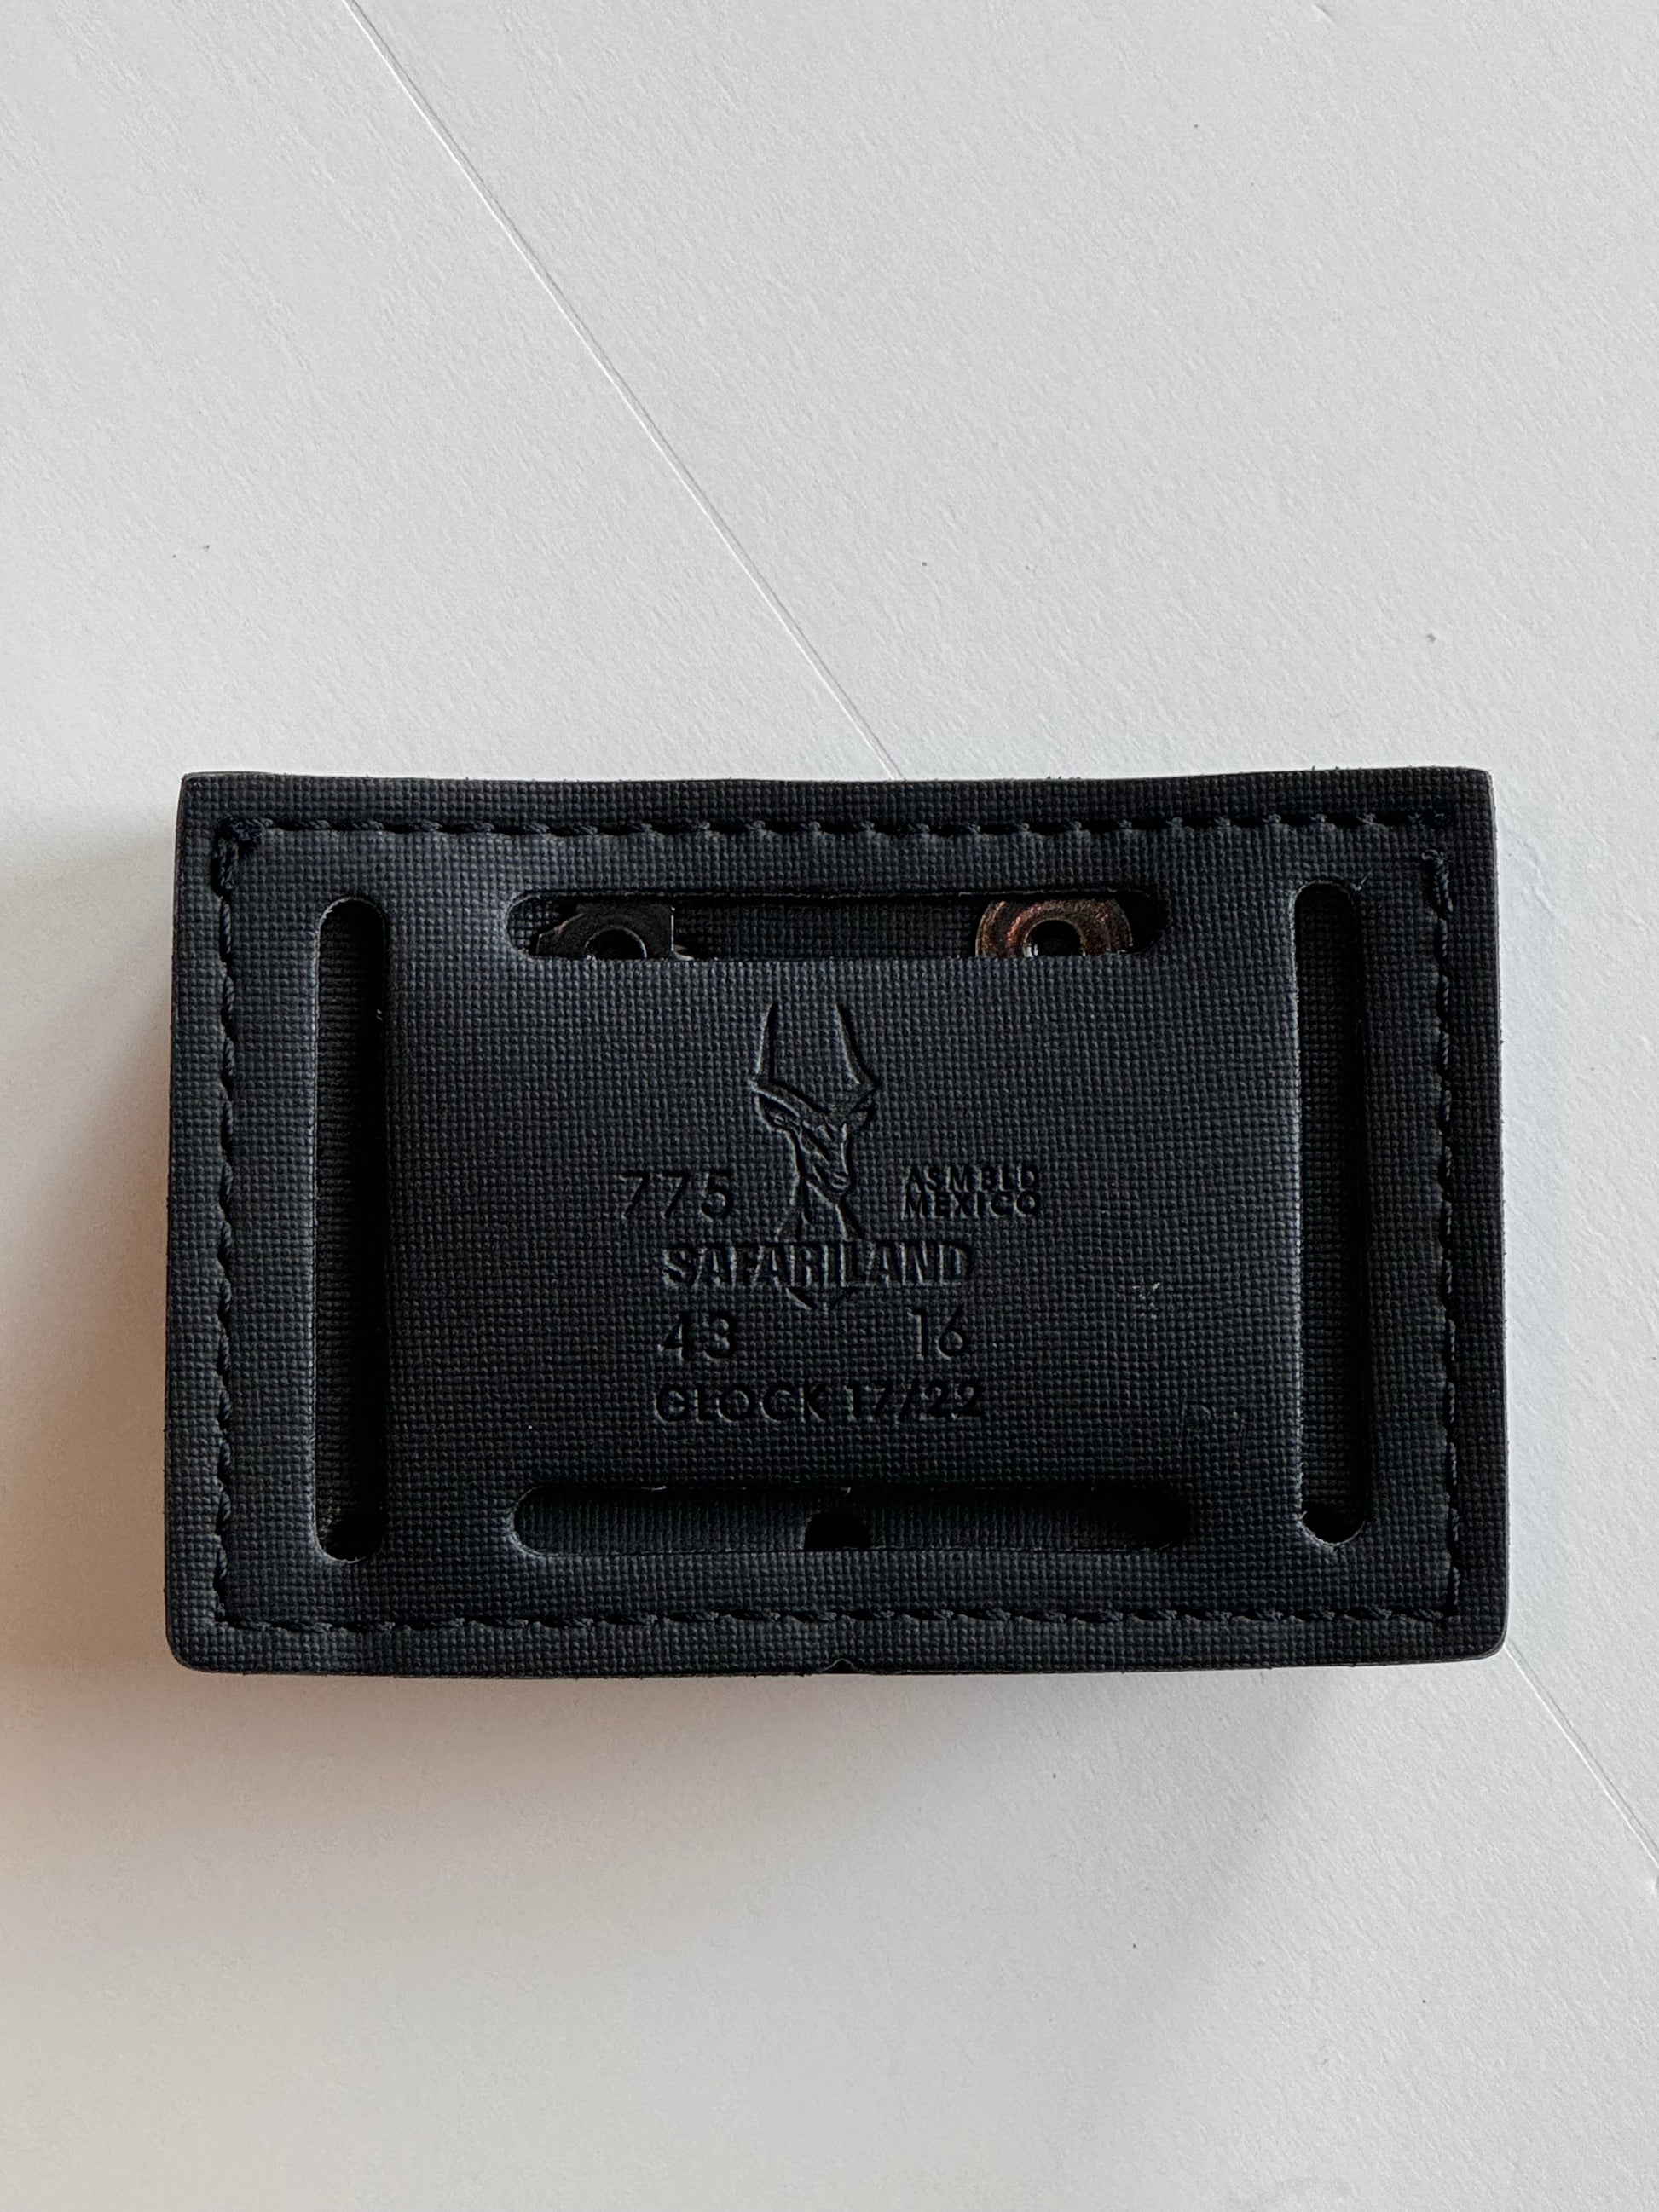 775
ASMBLD
MEXICO
SAFARILAND
43 16
GLOCK 17/22